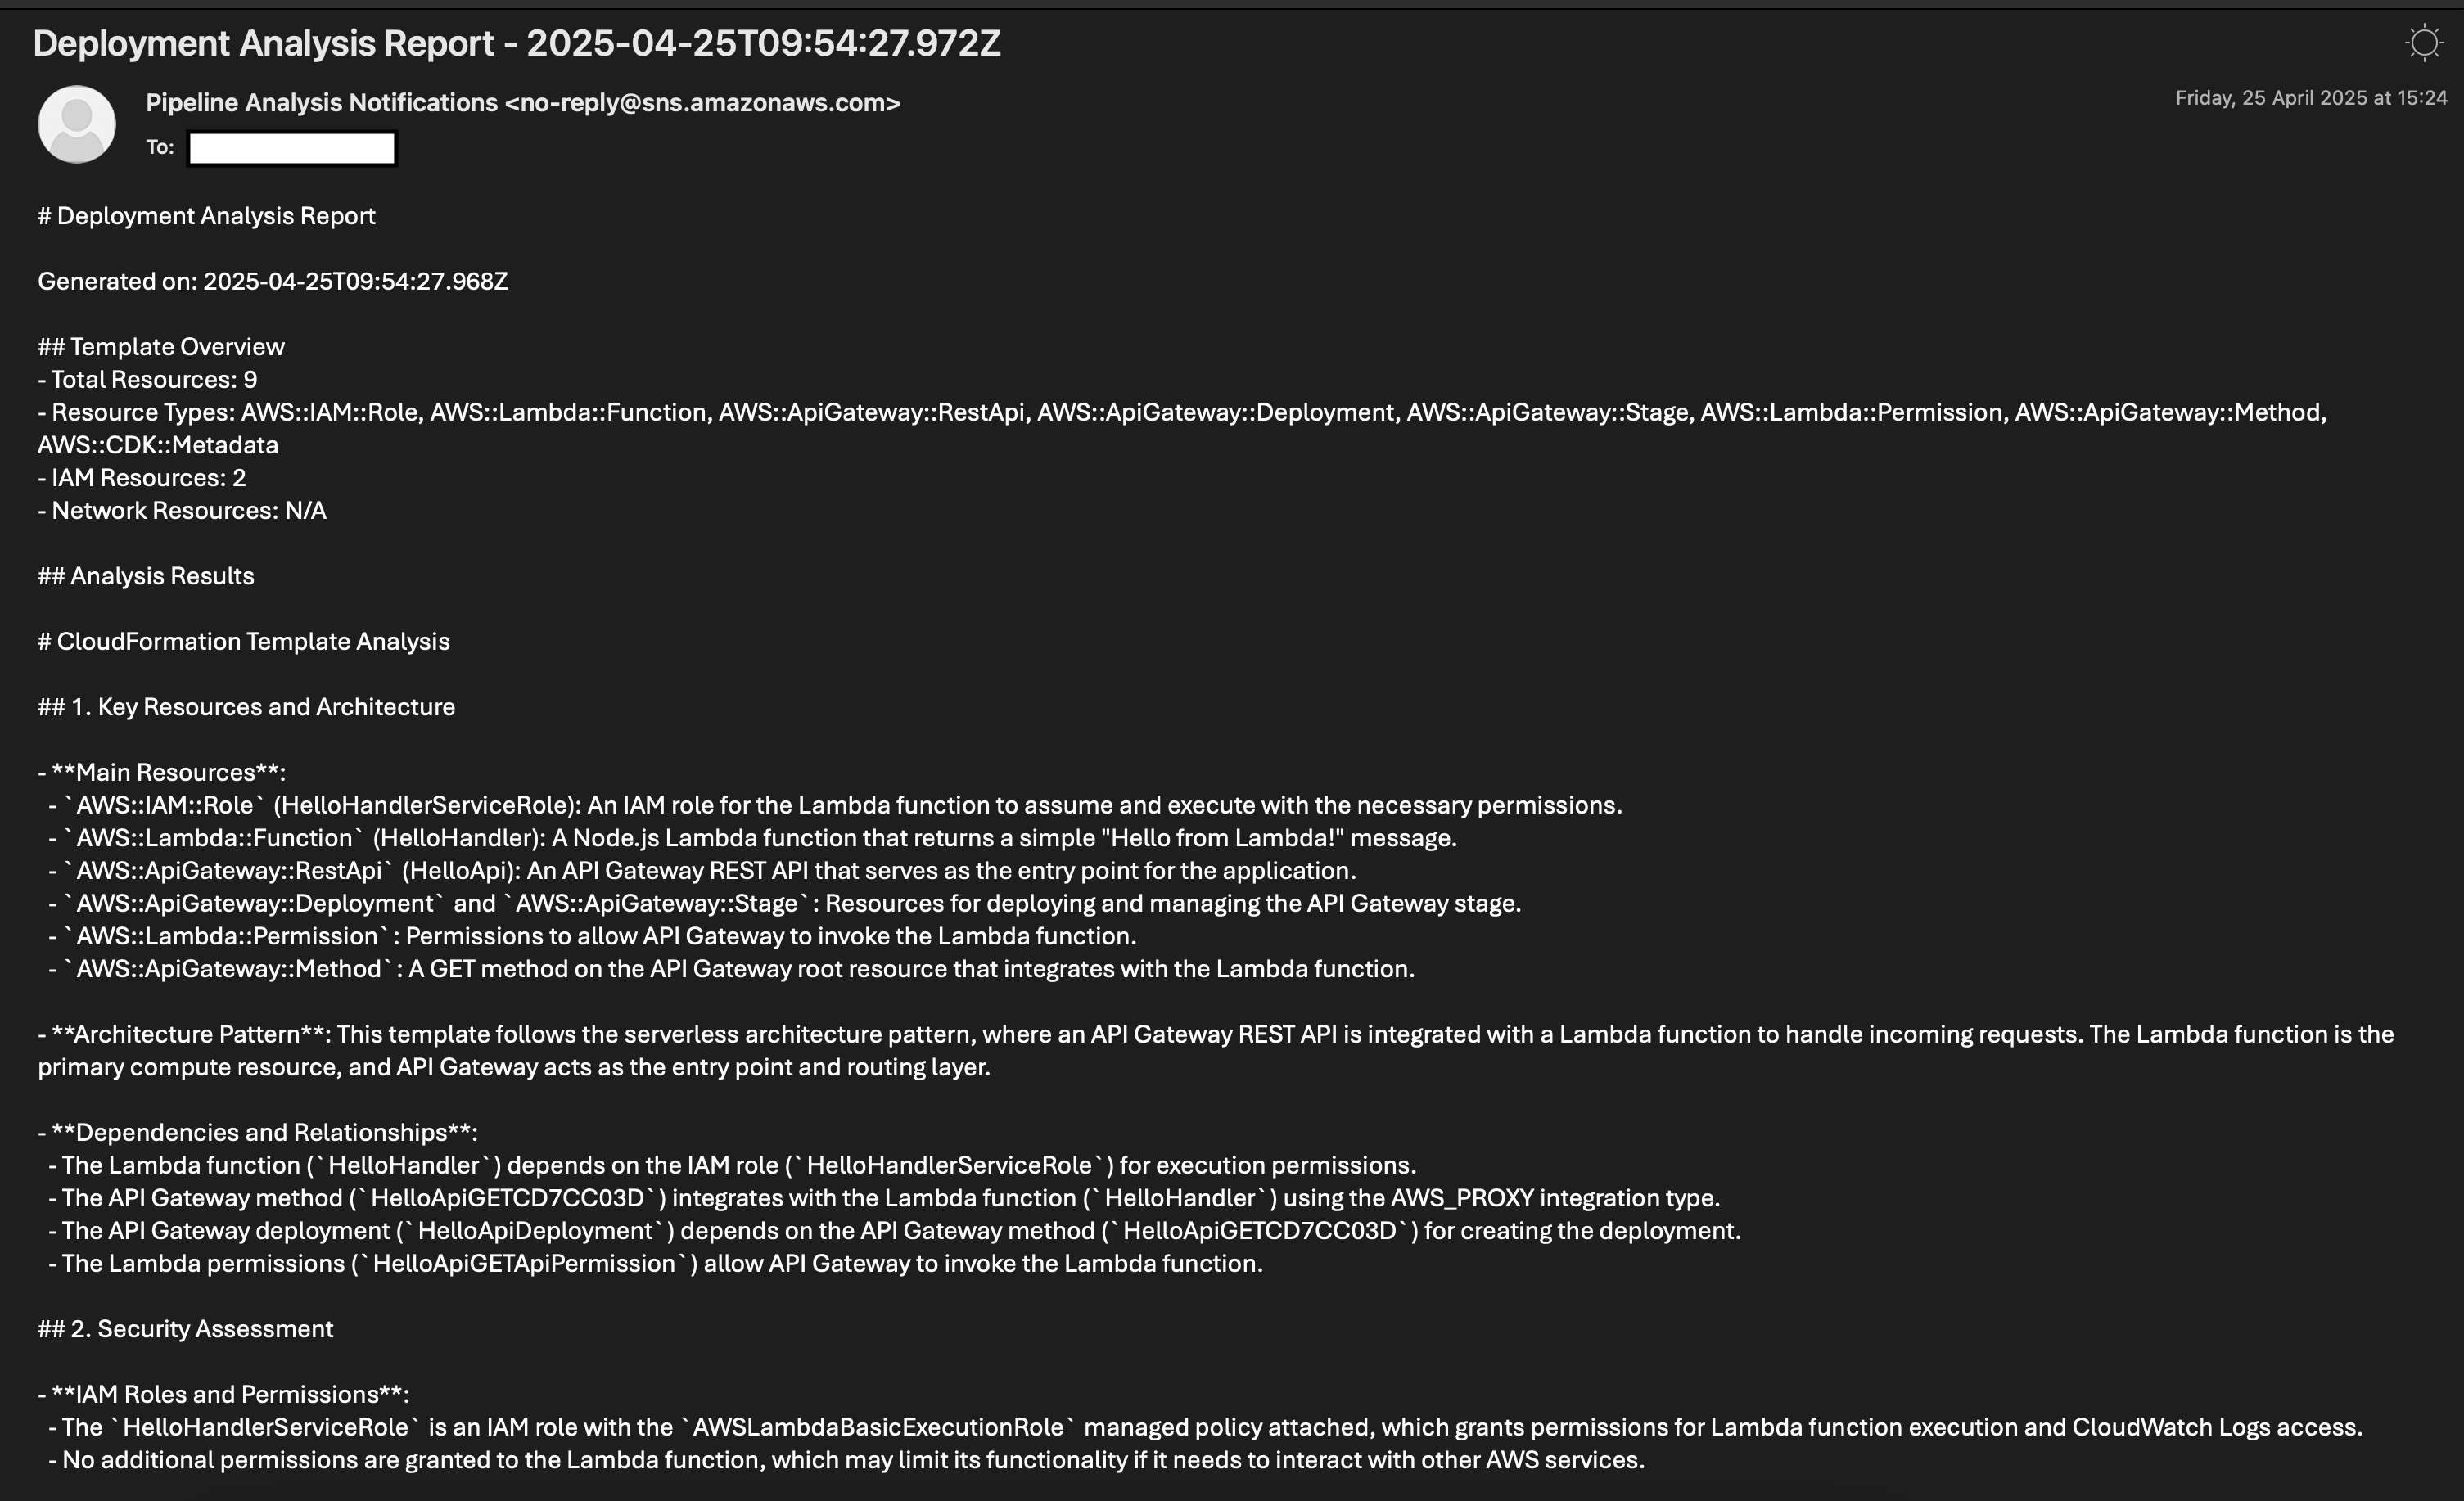 Deployment Analysis Report - 2025-04-25T09:54:27.972Z
Pipeline Analysis Notifications <no-reply@sns.amazonaws.com>
Friday, 25 April 2025 at 15:24
To:
# Deployment Analysis Report
Generated on: 2025-04-25T09:54:27.968Z
## Template Overview
- Total Resources: 9
- Resource Types: AWS::IAM::Role, AWS::Lambda::Function, AWS::ApiGateway::RestApi, AWS::ApiGateway::Deployment, AWS::ApiGateway::Stage, AWS::Lambda::Permission, AWS::ApiGateway::Method,
AWS::CDK::Metadata
- IAM Resources: 2
- Network Resources: N/A
## Analysis Results
# CloudFormation Template Analysis
## 1. Key Resources and Architecture
- **Main Resources**:
- `AWS::IAM::Role` (HelloHandlerServiceRole): An IAM role for the Lambda function to assume and execute with the necessary permissions.
- `AWS::Lambda::Function` (HelloHandler): A Node.js Lambda function that returns a simple "Hello from Lambda!" message.
- `AWS::ApiGateway::RestApi` (HelloApi): An API Gateway REST API that serves as the entry point for the application.
- `AWS::ApiGateway::Deployment` and `AWS::ApiGateway::Stage`: Resources for deploying and managing the API Gateway stage.
- `AWS::Lambda::Permission`: Permissions to allow API Gateway to invoke the Lambda function.
- `AWS::ApiGateway::Method`: A GET method on the API Gateway root resource that integrates with the Lambda function.
- **Architecture Pattern**: This template follows the serverless architecture pattern, where an API Gateway REST API is integrated with a Lambda function to handle incoming requests. The Lambda function is the
primary compute resource, and API Gateway acts as the entry point and routing layer.
- **Dependencies and Relationships**:
- The Lambda function (`HelloHandler`) depends on the IAM role (`HelloHandlerServiceRole`) for execution permissions.
- The API Gateway method (`HelloApiGETCD7CC03D`) integrates with the Lambda function (`HelloHandler`) using the AWS_PROXY integration type.
- The API Gateway deployment (`HelloApiDeployment`) depends on the API Gateway method (`HelloApiGETCD7CC03D`) for creating the deployment.
- The Lambda permissions (`HelloApiGETApiPermission`) allow API Gateway to invoke the Lambda function.
## 2. Security Assessment
- **IAM Roles and Permissions**:
- The `HelloHandlerServiceRole` is an IAM role with the `AWSLambdaBasicExecutionRole` managed policy attached, which grants permissions for Lambda function execution and CloudWatch Logs access.
- No additional permissions are granted to the Lambda function, which may limit its functionality if it needs to interact with other AWS services.